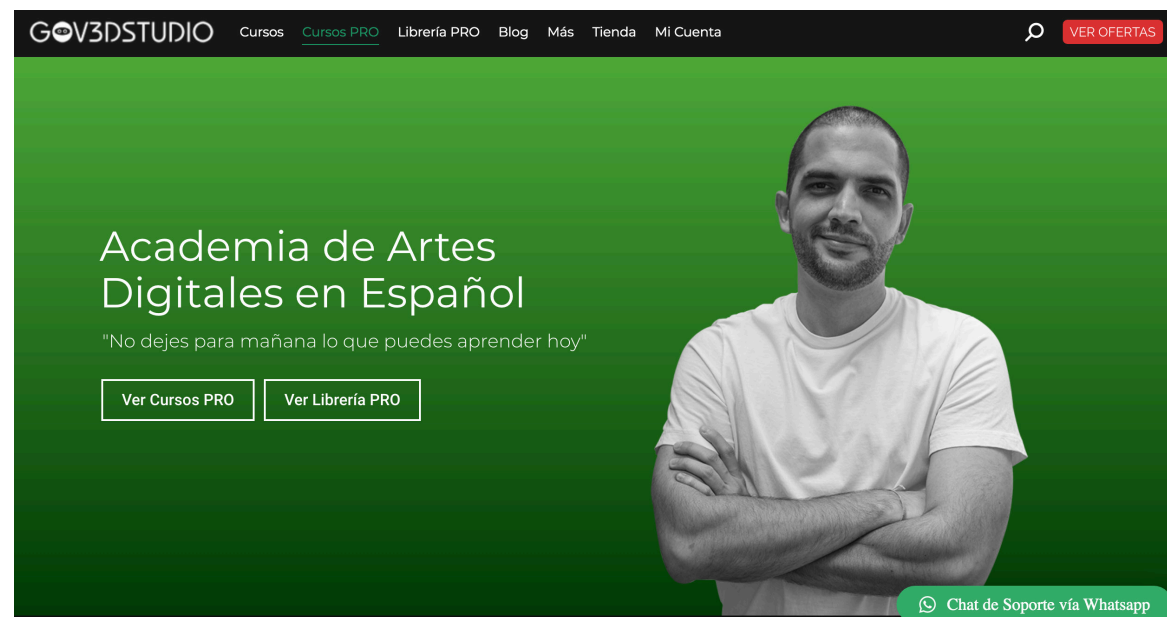 GOV3DSTUDIO Cursos Cursos PRO Librería PRO Blog Más Tienda Mi Cuenta VER OFERTAS
Academia de Artes
Digitales en Español
"No dejes para mañana lo que puedes aprender hoy"
Ver Cursos PRO Ver Librería PRO
Chat de Soporte vía Whatsapp